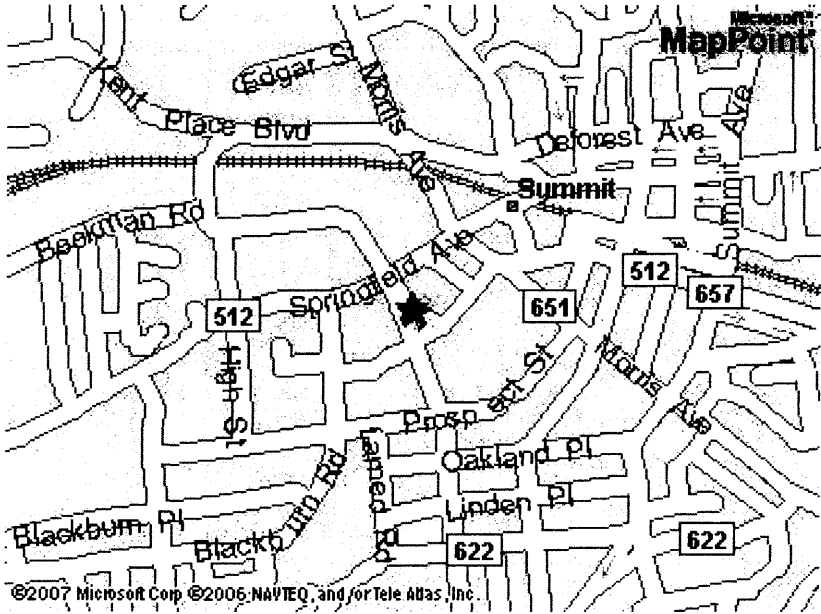 Microsoft®
MapPoint®
Kent Place Blvd
Edgar St
Morris Ave
Deforest Ave
Summit Ave
Summit
Beekman Rd
Springfield Ave
512
512
651
657
High St
Prospect St
Morris Ave
Larned Rd
Oakland Pl
Linden Pl
Blackburn Pl
Blackburn Rd
622
622
©2007 Microsoft Corp ©2006 NAVTEQ, and/or Tele Atlas, Inc.